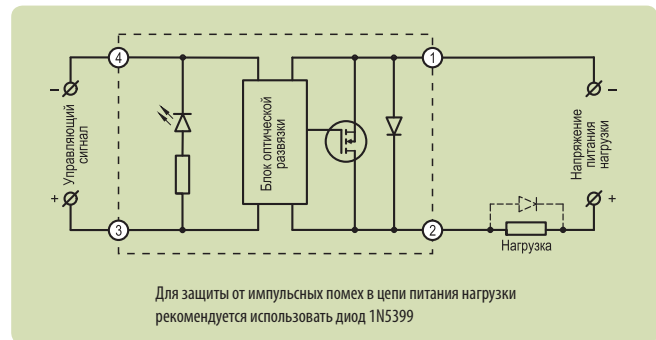 4
1
–
–
Управляющий
сигнал
Блок оптической
развязки
Напряжение
питания
нагрузки
+
+
3
2
Нагрузка
Для защиты от импульсных помех в цепи питания нагрузки
рекомендуется использовать диод 1N5399